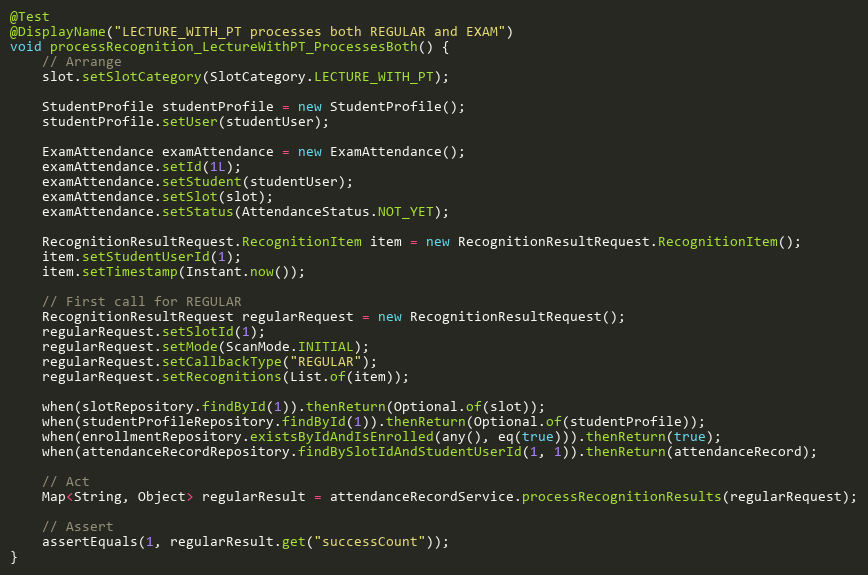 @Test
@DisplayName("LECTURE_WITH_PT processes both REGULAR and EXAM")
void processRecognition_LectureWithPT_ProcessesBoth() {
    // Arrange
    slot.setSlotCategory(SlotCategory.LECTURE_WITH_PT);

    StudentProfile studentProfile = new StudentProfile();
    studentProfile.setUser(studentUser);

    ExamAttendance examAttendance = new ExamAttendance();
    examAttendance.setId(1L);
    examAttendance.setStudent(studentUser);
    examAttendance.setSlot(slot);
    examAttendance.setStatus(AttendanceStatus.NOT_YET);

    RecognitionResultRequest.RecognitionItem item = new RecognitionResultRequest.RecognitionItem();
    item.setStudentUserId(1);
    item.setTimestamp(Instant.now());

    // First call for REGULAR
    RecognitionResultRequest regularRequest = new RecognitionResultRequest();
    regularRequest.setSlotId(1);
    regularRequest.setMode(ScanMode.INITIAL);
    regularRequest.setCallbackType("REGULAR");
    regularRequest.setRecognitions(List.of(item));

    when(slotRepository.findById(1)).thenReturn(Optional.of(slot));
    when(studentProfileRepository.findById(1)).thenReturn(Optional.of(studentProfile));
    when(enrollmentRepository.existsByIdAndIsEnrolled(any(), eq(true))).thenReturn(true);
    when(attendanceRecordRepository.findBySlotIdAndStudentUserId(1, 1)).thenReturn(attendanceRecord);

    // Act
    Map<String, Object> regularResult = attendanceRecordService.processRecognitionResults(regularRequest);

    // Assert
    assertEquals(1, regularResult.get("successCount"));
}